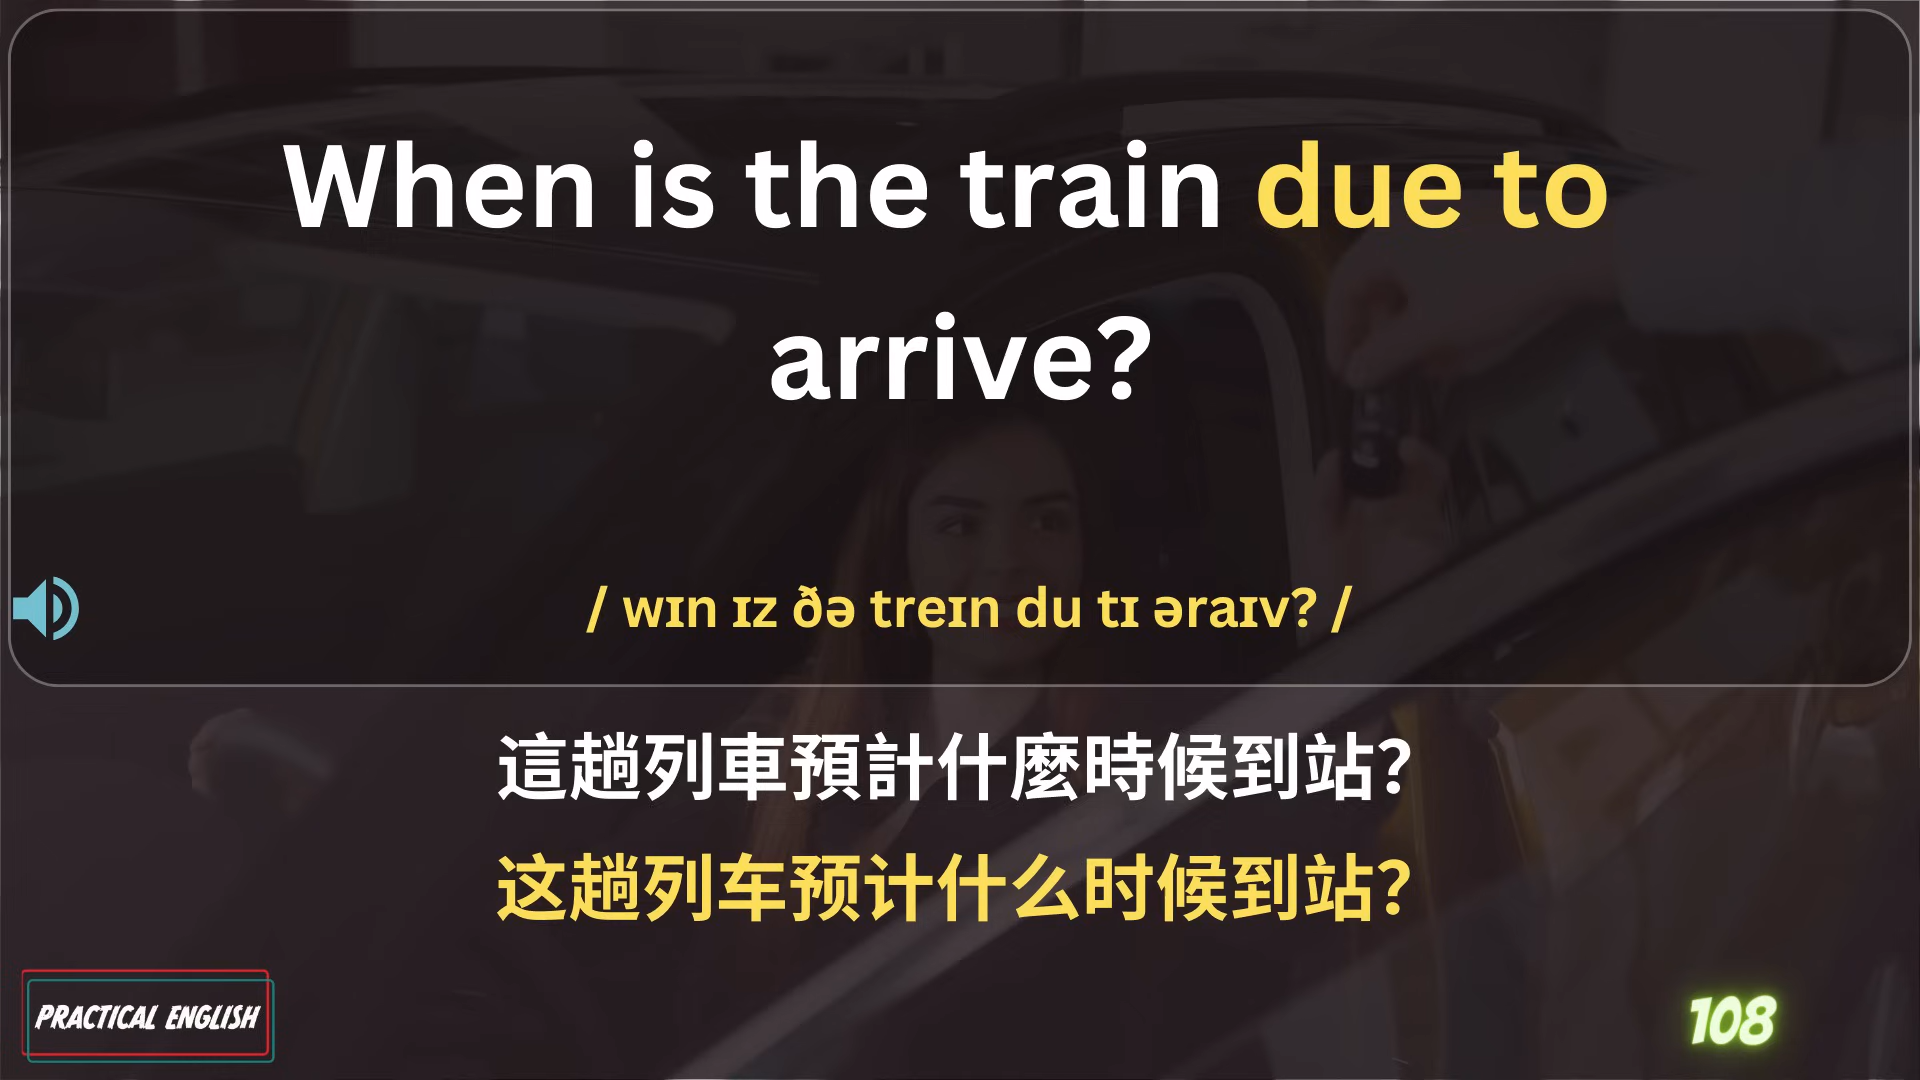 When is the train due to
arrive?
/ wɪn ɪz ðə treɪn du tɪ əraɪv? /
這趟列車預計什麼時候到站？
这趟列车预计什么时候到站？
PRACTICAL ENGLISH
108